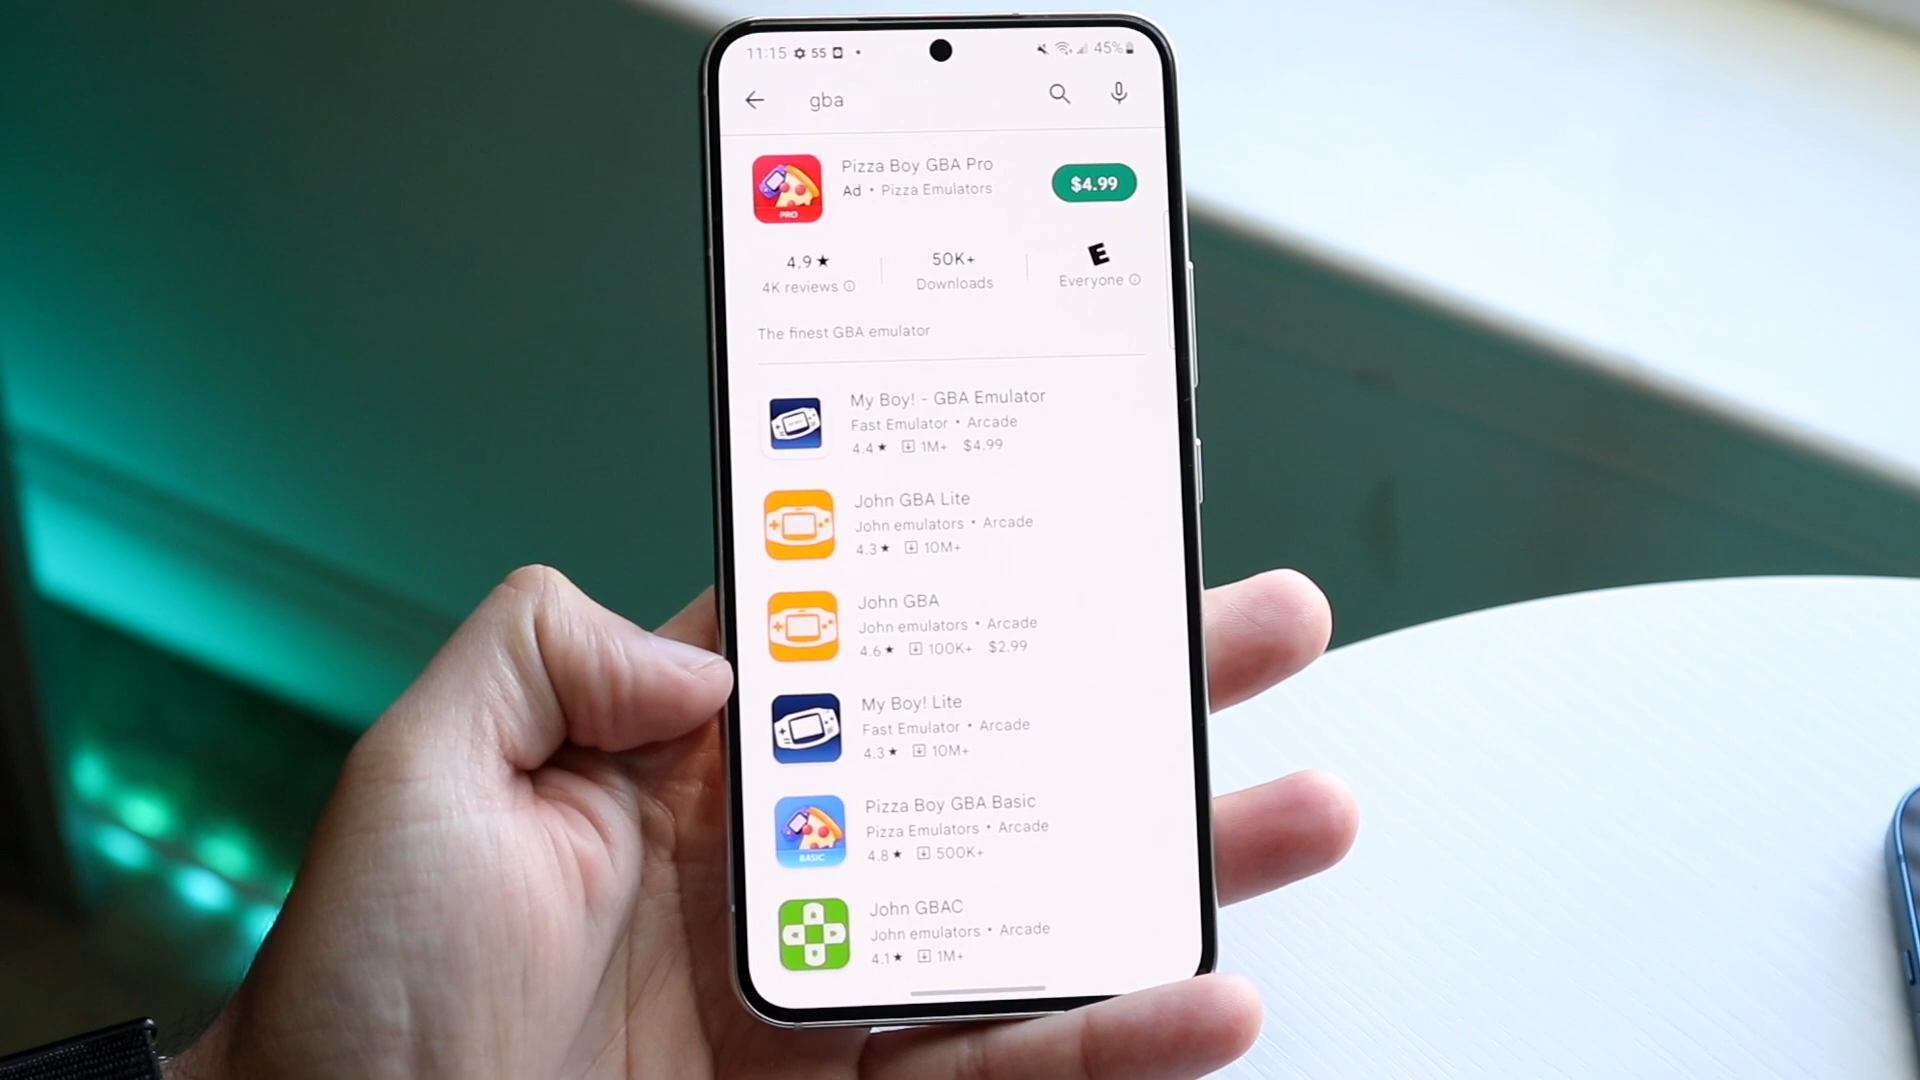 11:15 55 45%
gba
Pizza Boy GBA Pro
Ad • Pizza Emulators
$4.99
PRO
4.9★ 50K+ E
4K reviews Downloads Everyone
The finest GBA emulator
My Boy! - GBA Emulator
Fast Emulator • Arcade
4.4★ 1M+ $4.99
John GBA Lite
John emulators • Arcade
4.3★ 10M+
John GBA
John emulators • Arcade
4.6★ 100K+ $2.99
My Boy! Lite
Fast Emulator • Arcade
4.3★ 10M+
Pizza Boy GBA Basic
Pizza Emulators • Arcade
BASIC
4.8★ 500K+
John GBAC
John emulators • Arcade
4.1★ 1M+